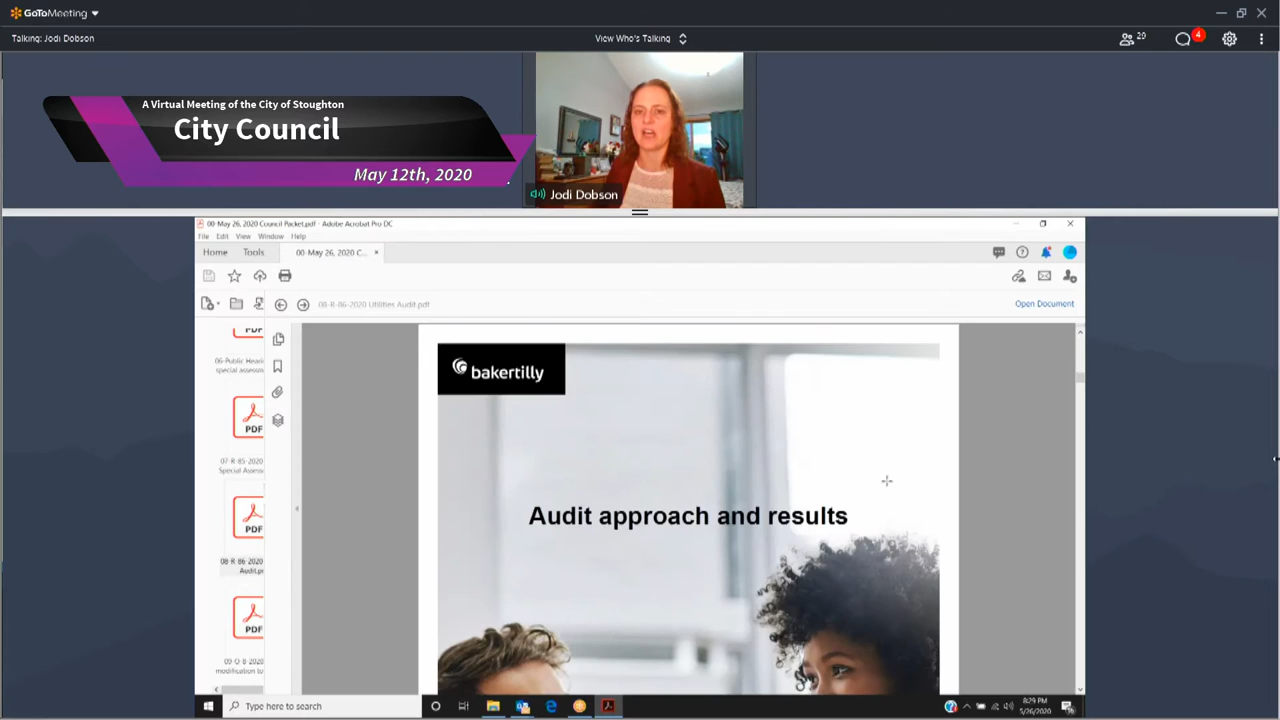 GoToMeeting
Talking: Jodi Dobson
View Who's Talking
29
4
A Virtual Meeting of the City of Stoughton
City Council
May 12th, 2020
Jodi Dobson
00-May 26, 2020 Council Packet.pdf - Adobe Acrobat Pro DC
File Edit View Window Help
Home Tools 00-May 26, 2020 C... ×
08-R-86-2020 Utilities Audit.pdf
Open Document
PDF
06-Public Heari
special assessm
PDF
07-R-85-2020
Special Assess
PDF
08-R-86-2020
Audit.p
PDF
09-O-8-2020
modification to
bakertilly
Audit approach and results
Type here to search
8:29 PM
5/26/2020